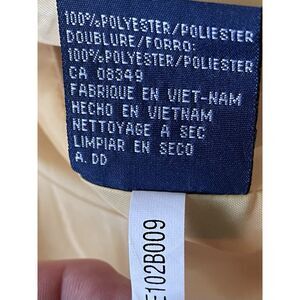 100%POLYESTER/POLIESTER
DOUBLURE/FORRO:
100%POLYESTER/POLIESTER
CA 08349
FABRIQUE EN VIET-NAM
HECHO EN VIETNAM
NETTOYAGE A SEC
LIMPIAR EN SECO
A. DD
E102B009